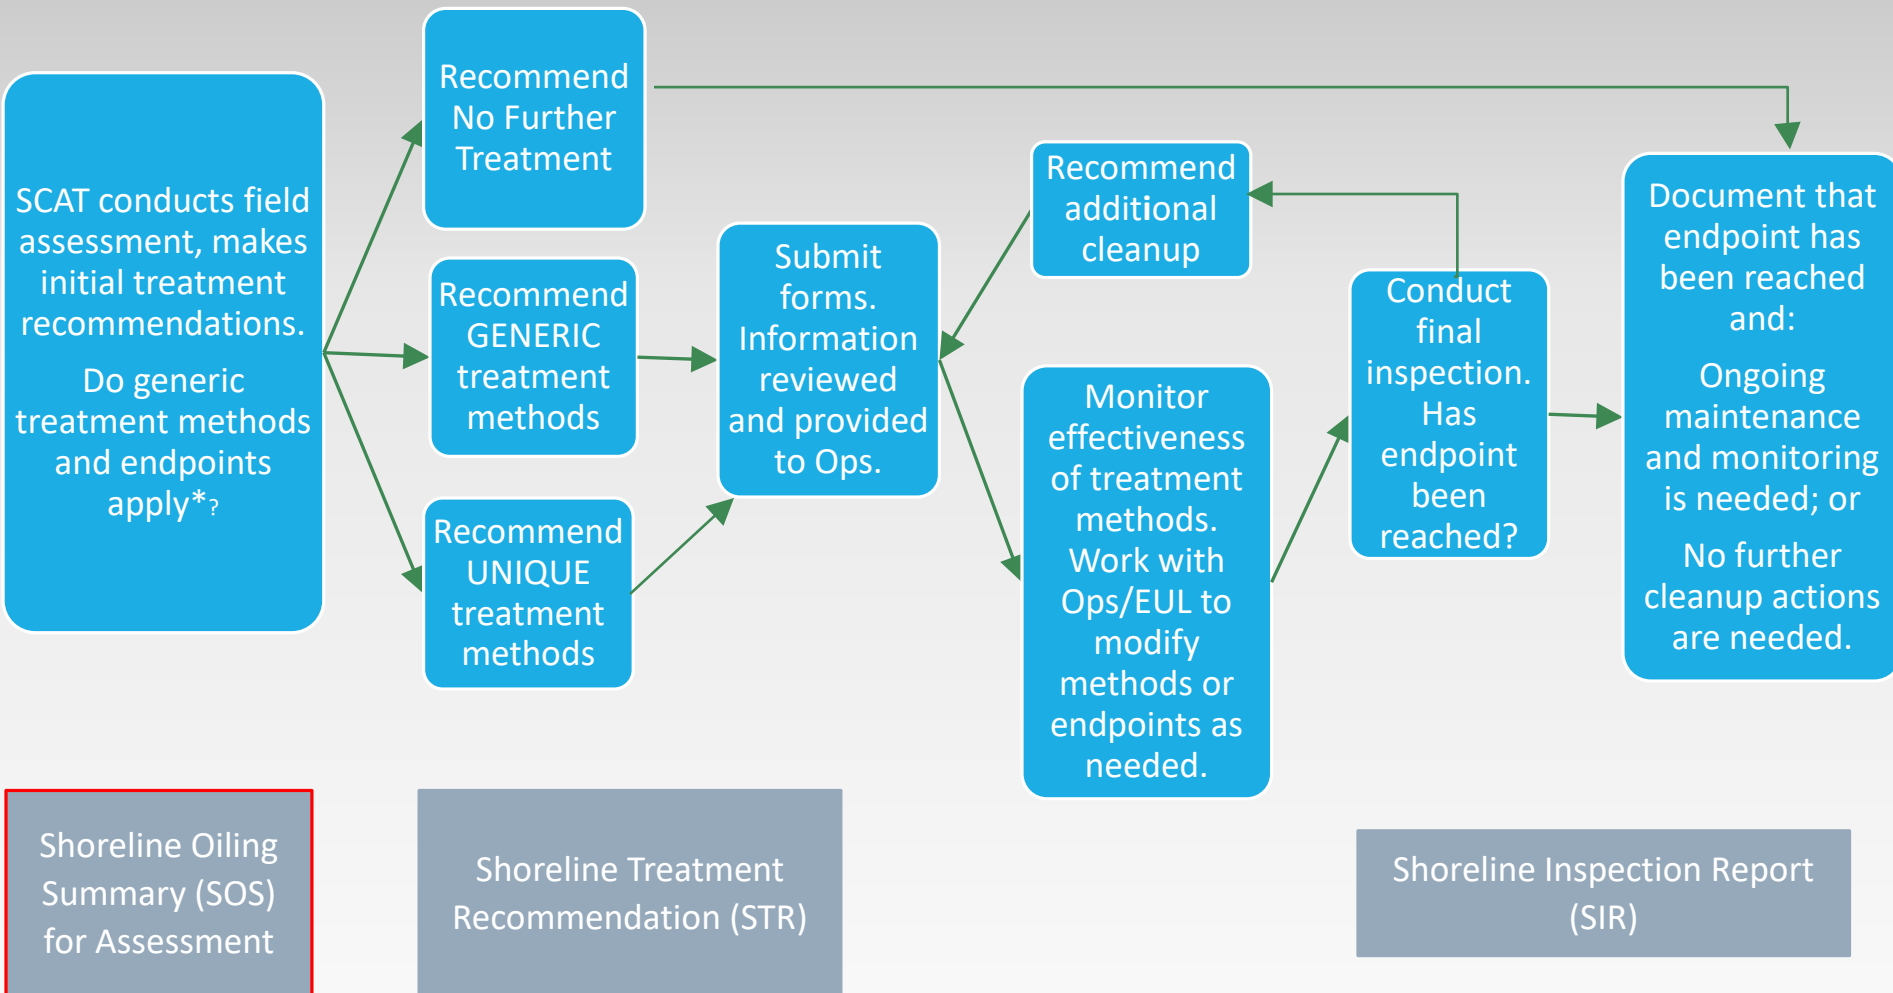 SCAT conducts field
assessment, makes
initial treatment
recommendations.
Do generic
treatment methods
and endpoints
apply*?
Recommend
No Further
Treatment
Recommend
GENERIC
treatment
methods
Recommend
UNIQUE
treatment
methods
Submit
forms.
Information
reviewed
and provided
to Ops.
Recommend
additional
cleanup
Monitor
effectiveness
of treatment
methods.
Work with
Ops/EUL to
modify
methods or
endpoints as
needed.
Conduct
final
inspection.
Has
endpoint
been
reached?
Document that
endpoint has
been reached
and:
Ongoing
maintenance
and monitoring
is needed; or
No further
cleanup actions
are needed.
Shoreline Oiling
Summary (SOS)
for Assessment
Shoreline Treatment
Recommendation (STR)
Shoreline Inspection Report
(SIR)